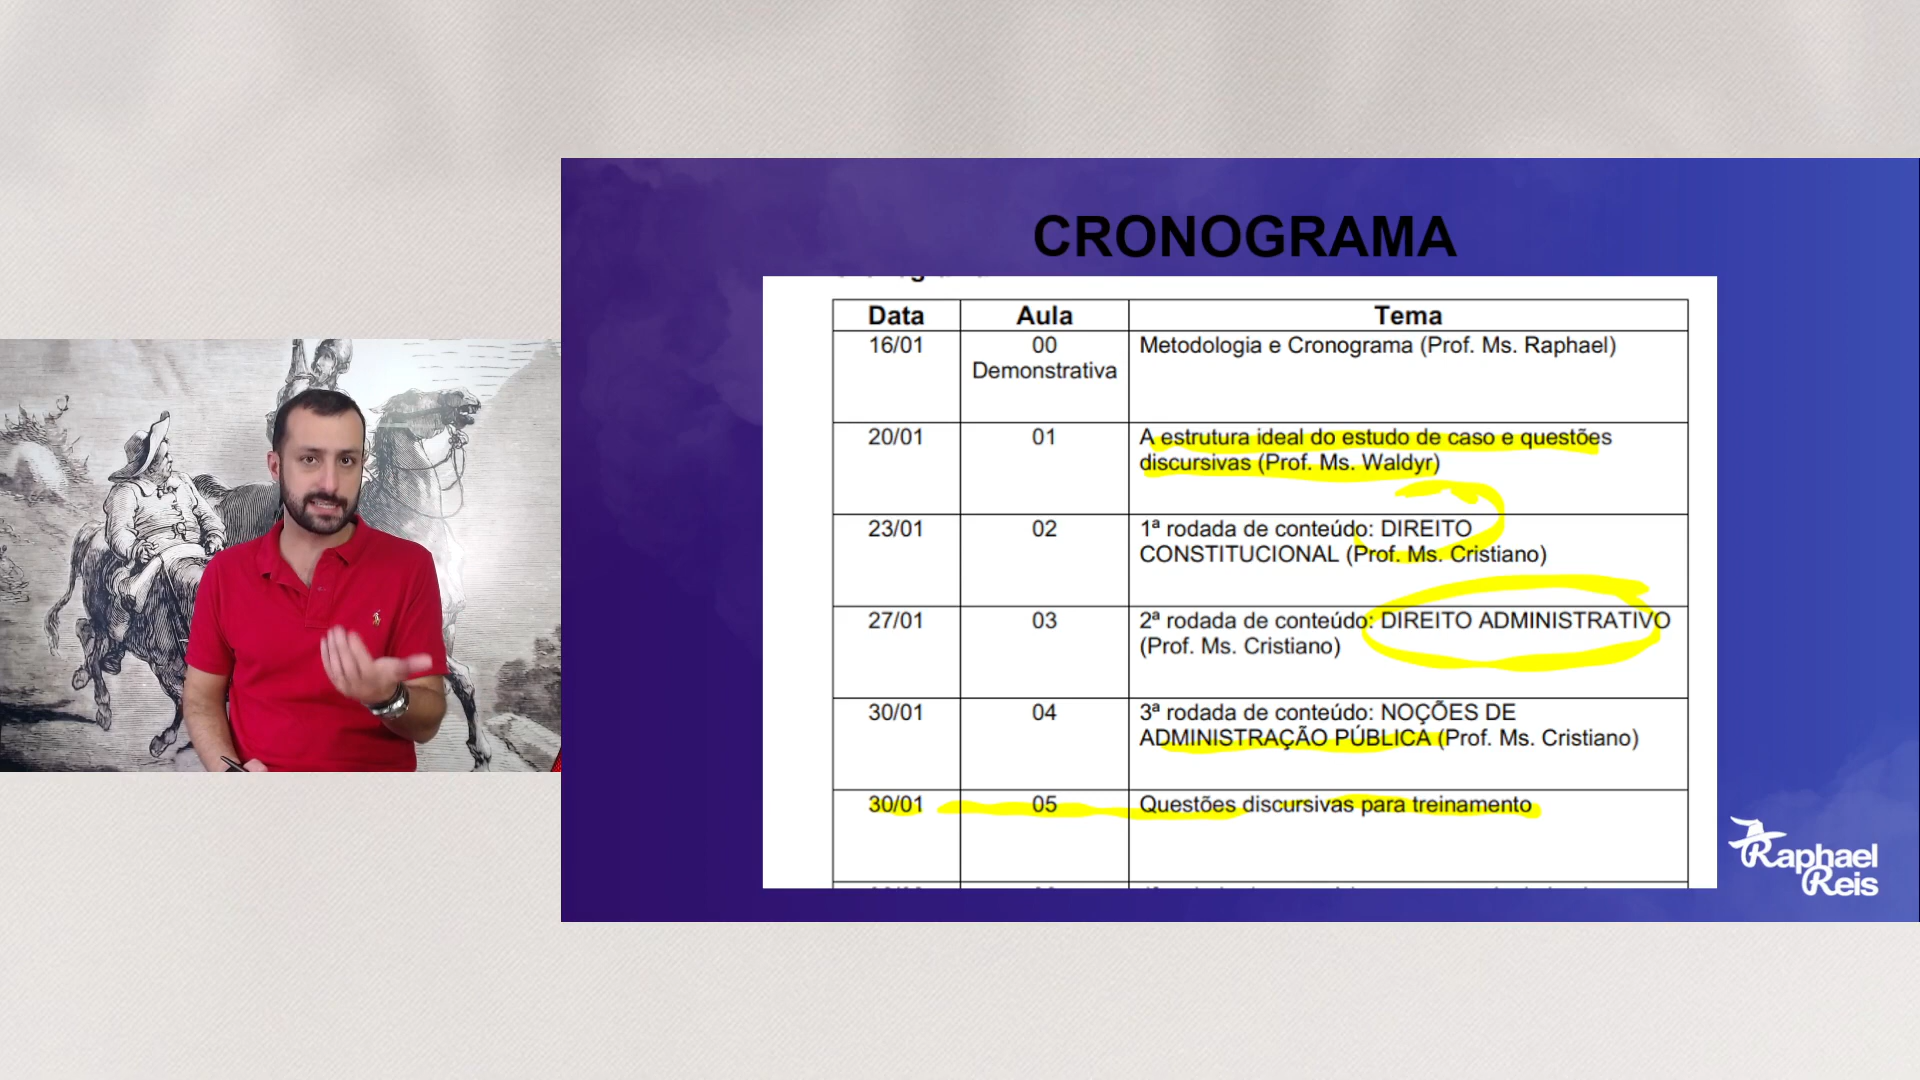 CRONOGRAMA
Data Aula Tema
16/01 00 Metodologia e Cronograma (Prof. Ms. Raphael)
Demonstrativa
20/01 01 A estrutura ideal do estudo de caso e questões
discursivas (Prof. Ms. Waldyr)
23/01 02 1ª rodada de conteúdo: DIREITO
CONSTITUCIONAL (Prof. Ms. Cristiano)
27/01 03 2ª rodada de conteúdo: DIREITO ADMINISTRATIVO
(Prof. Ms. Cristiano)
30/01 04 3ª rodada de conteúdo: NOÇÕES DE
ADMINISTRAÇÃO PÚBLICA (Prof. Ms. Cristiano)
30/01 05 Questões discursivas para treinamento
Raphael
Reis